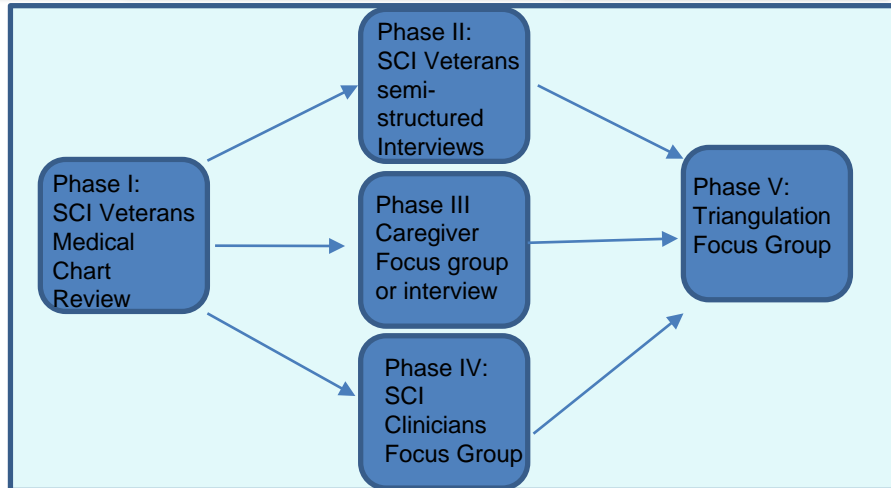 Phase I:
SCI Veterans
Medical
Chart
Review
Phase II:
SCI Veterans
semi-
structured
Interviews
Phase III
Caregiver
Focus group
or interview
Phase IV:
SCI
Clinicians
Focus Group
Phase V:
Triangulation
Focus Group